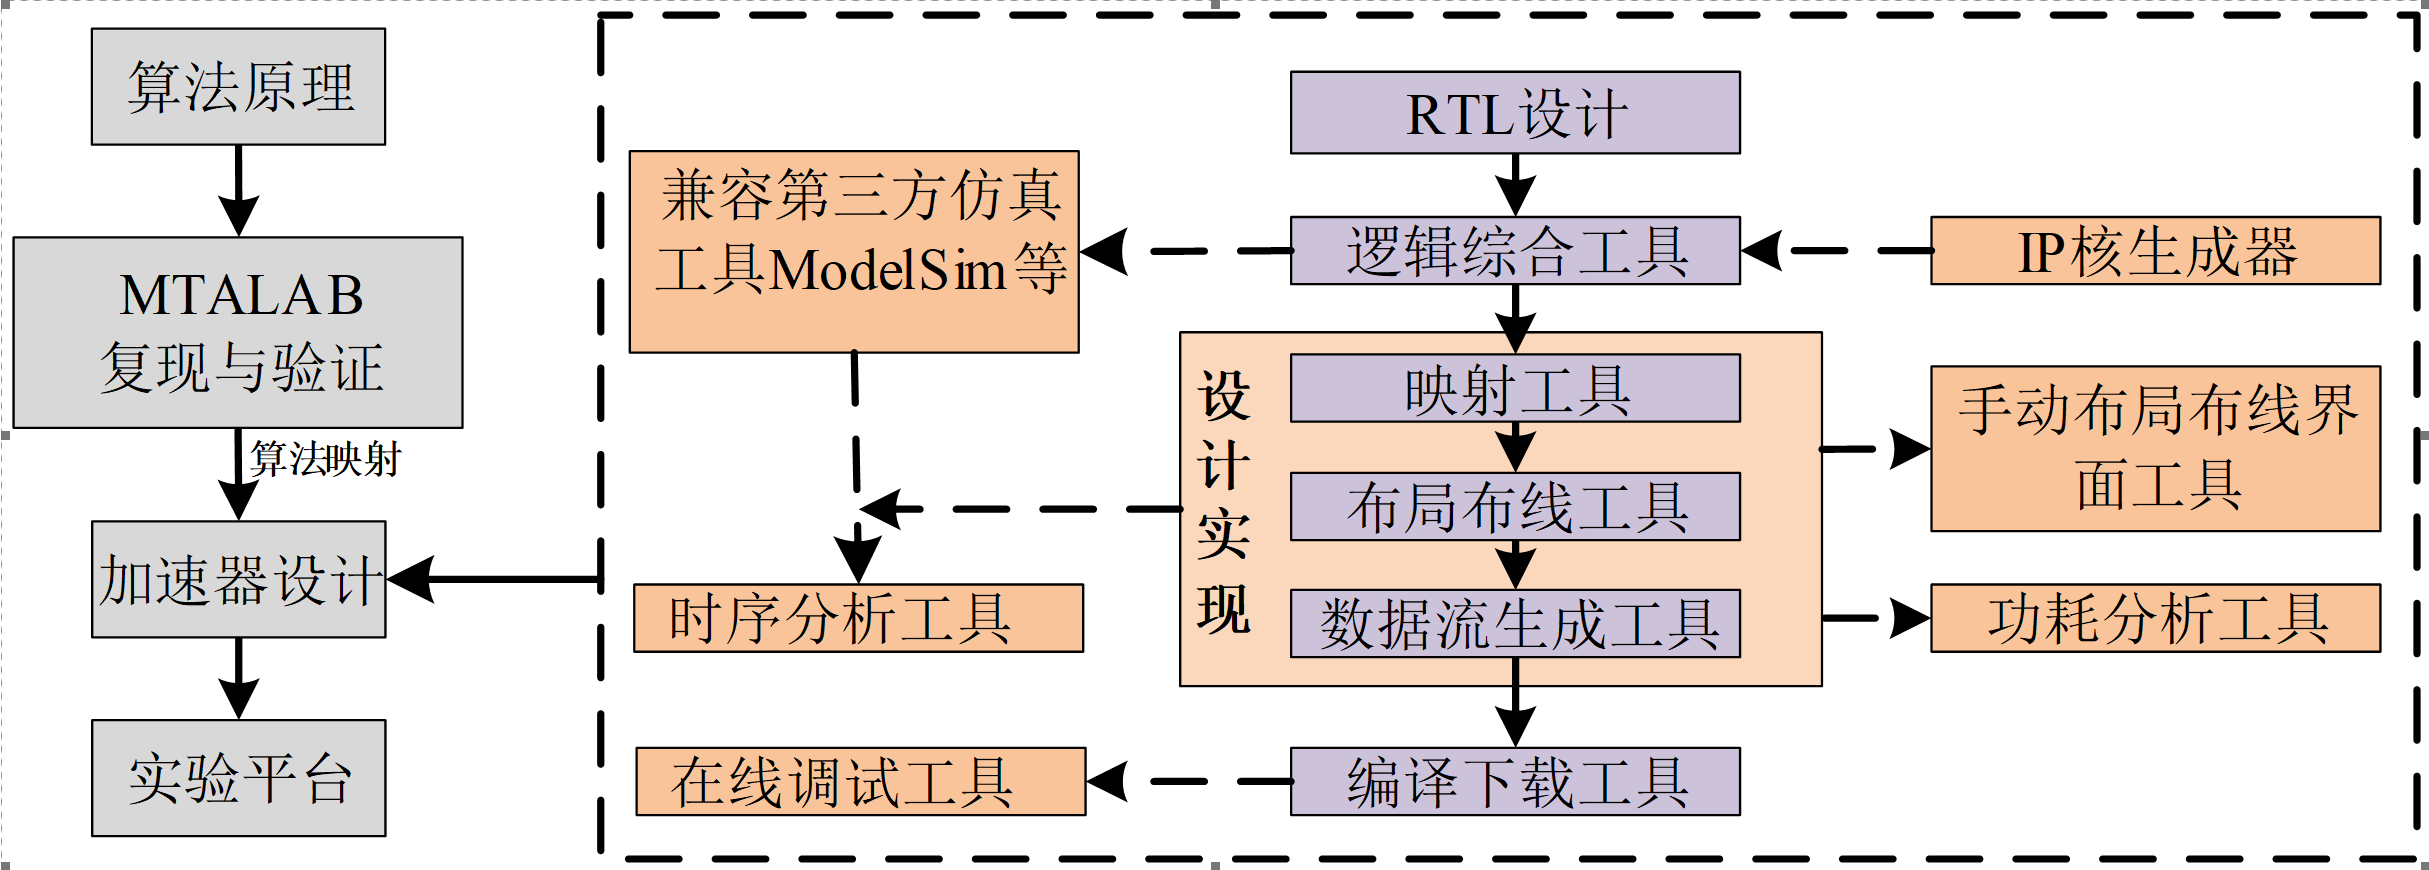 算法原理
MTALAB
复现与验证
算法映射
加速器设计
实验平台
RTL设计
兼容第三方仿真
工具ModelSim等
逻辑综合工具
IP核生成器
设计实现
映射工具
布局布线工具
数据流生成工具
手动布局布线界
面工具
时序分析工具
功耗分析工具
在线调试工具
编译下载工具